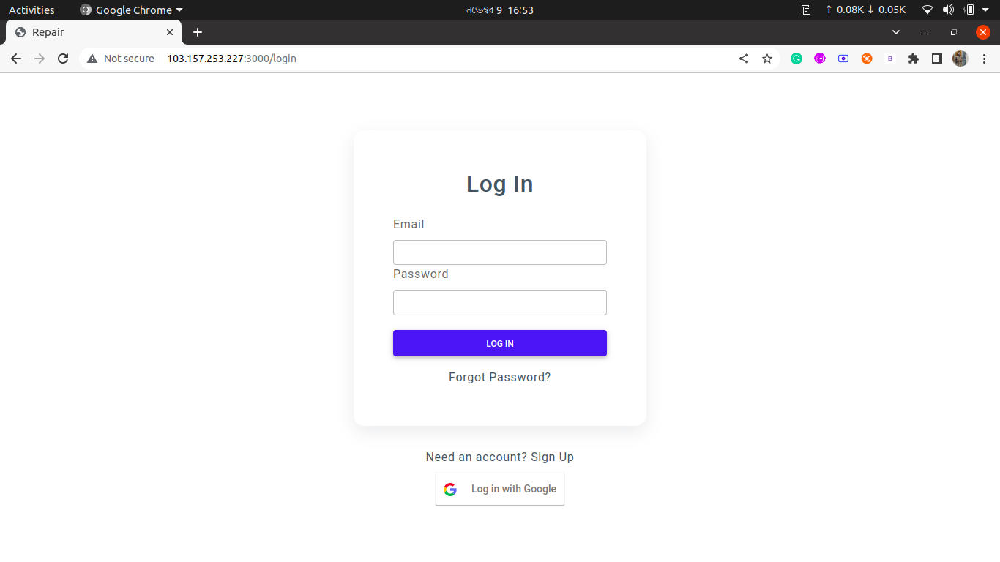 Activities Google Chrome নভেম্বর 9 16:53 0.08K 0.05K
Repair
Not secure 103.157.253.227:3000/login
B
Log In
Email
Password
LOG IN
Forgot Password?
Need an account? Sign Up
Log in with Google